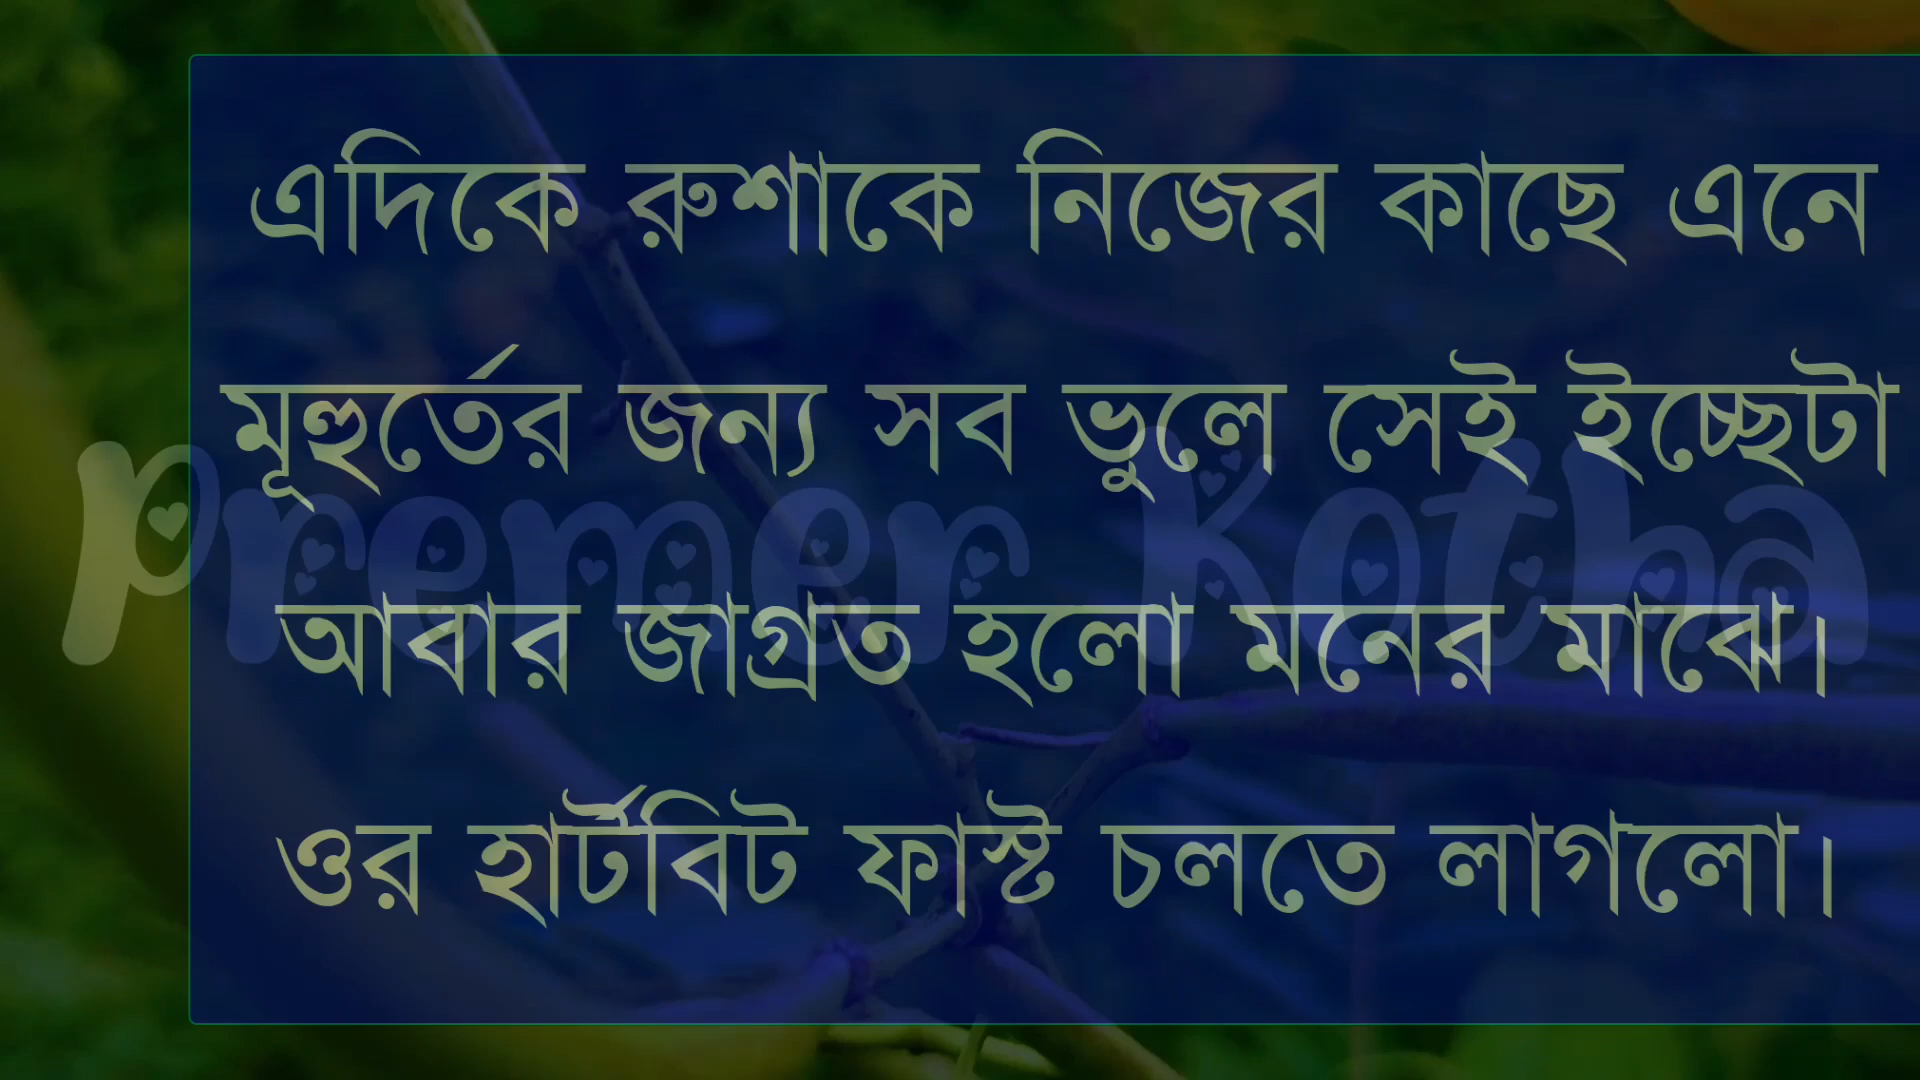 এদিকে রুশাকে নিজের কাছে এনে
মূহুর্তের জন্য সব ভুলে সেই ইচ্ছেটা
Premer Kotha
আবার জাগ্রত হলো মনের মাঝে।
ওর হার্টবিট ফাস্ট চলতে লাগলো।